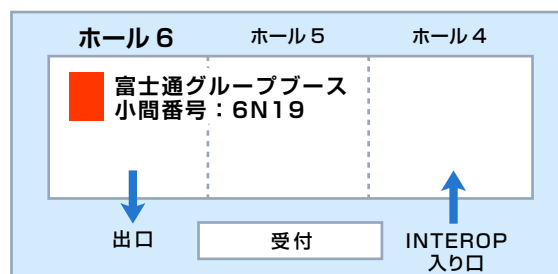 ホール6 ホール5 ホール4
富士通グループブース
小間番号：6N19
出口 受付 INTEROP
入り口